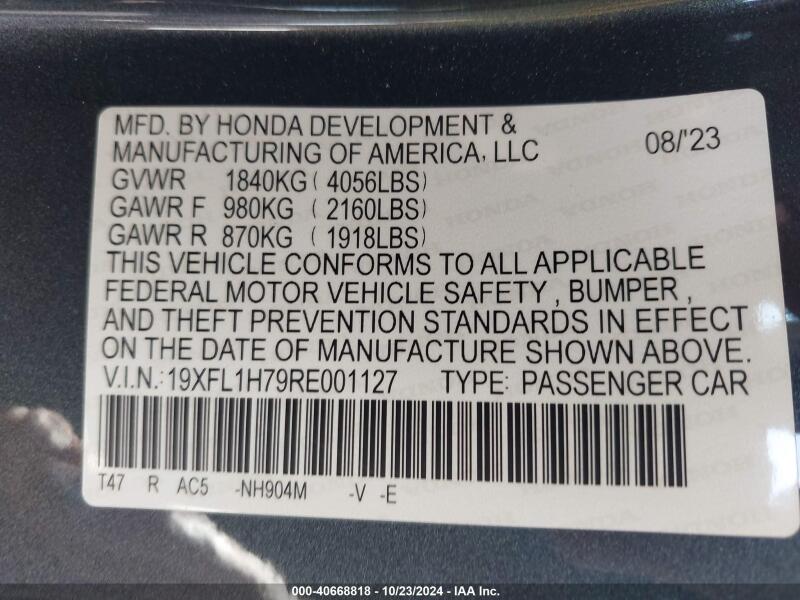 MFD. BY HONDA DEVELOPMENT &
MANUFACTURING OF AMERICA, LLC 08/'23
GVWR 1840KG ( 4056LBS)
GAWR F 980KG ( 2160LBS)
GAWR R 870KG ( 1918LBS)
THIS VEHICLE CONFORMS TO ALL APPLICABLE
FEDERAL MOTOR VEHICLE SAFETY , BUMPER ,
AND THEFT PREVENTION STANDARDS IN EFFECT
ON THE DATE OF MANUFACTURE SHOWN ABOVE.
V.I.N.: 19XFL1H79RE001127 TYPE: PASSENGER CAR
T47 R AC5 -NH904M -V -E
000-40668818 - 10/23/2024 - IAA Inc.